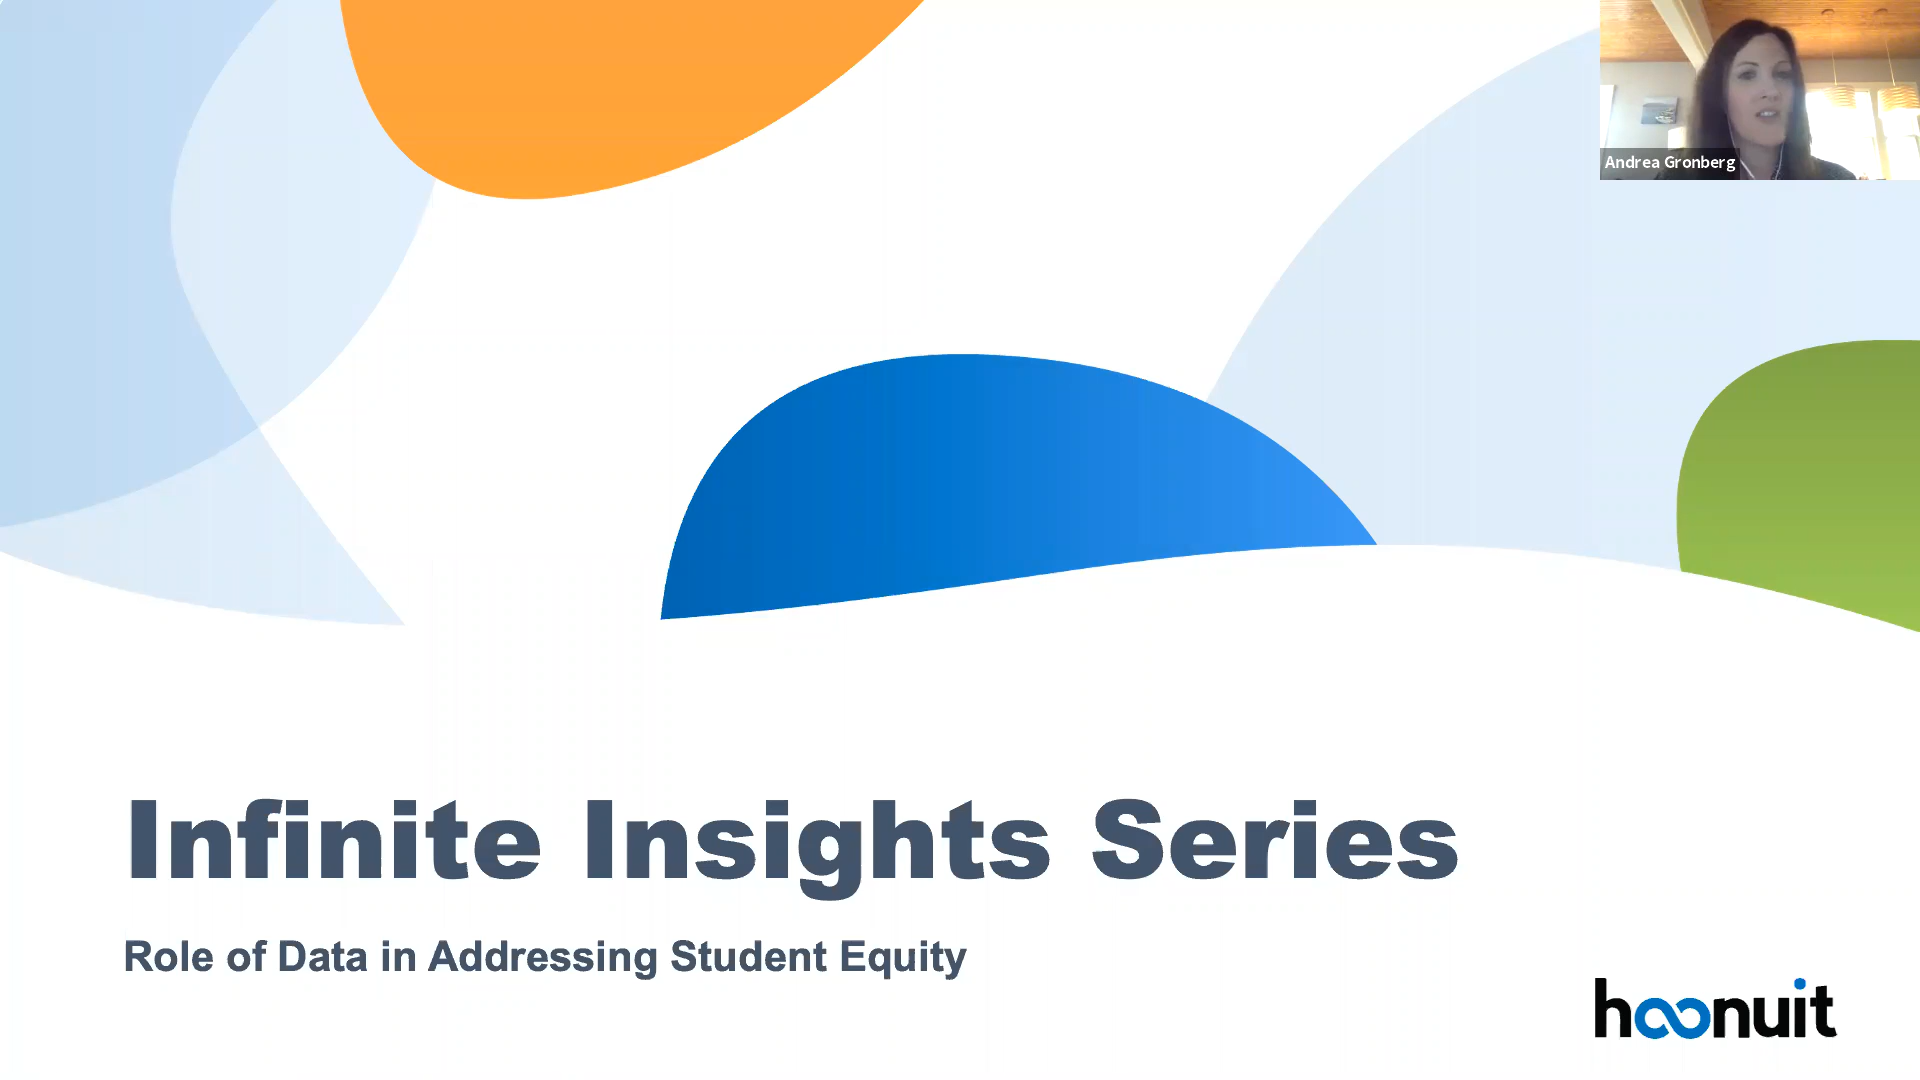 Andrea Gronberg
Infinite Insights Series
Role of Data in Addressing Student Equity
hoonuit